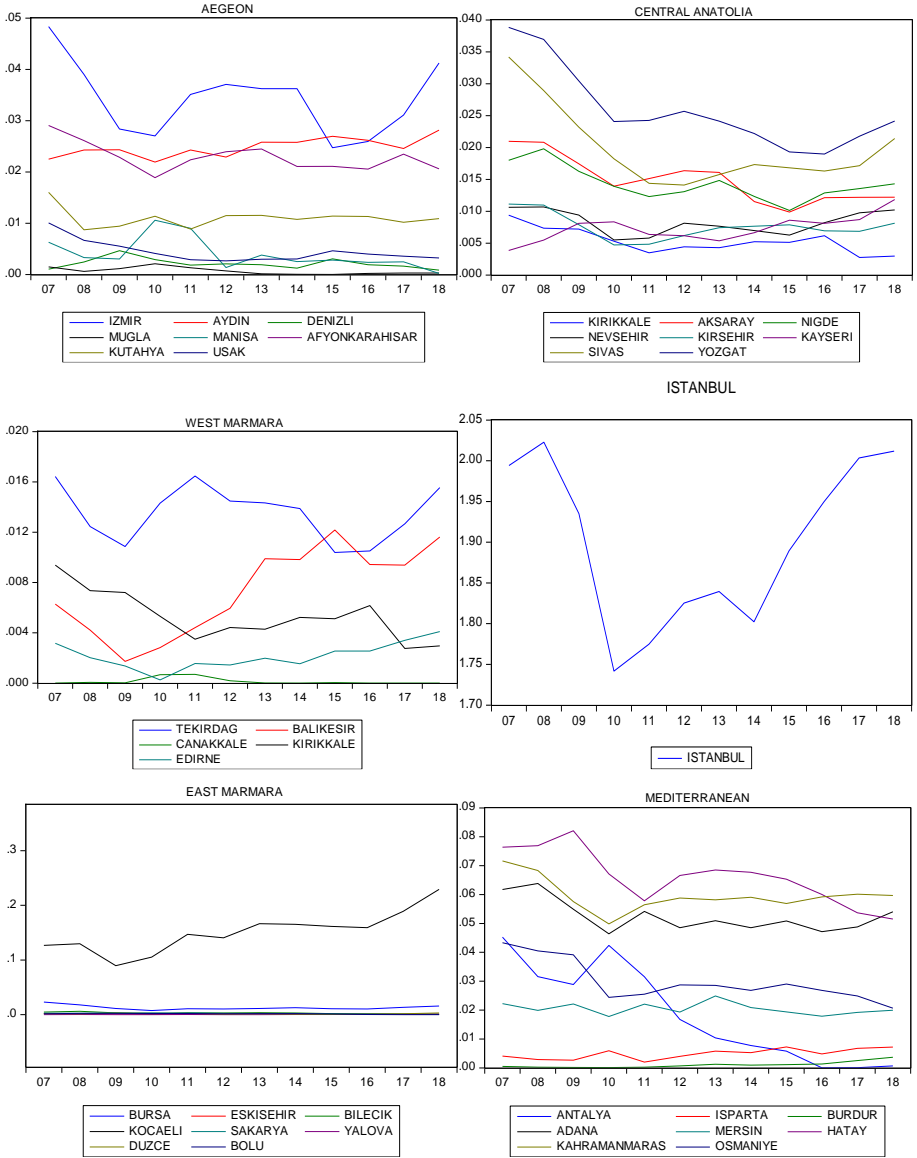 AEGEON
.05
.04
.03
.02
.01
.00
07 08 09 10 11 12 13 14 15 16 17 18
IZMIR AYDIN DENIZLI
MUGLA MANISA AFYONKARAHISAR
KUTAHYA USAK
CENTRAL ANATOLIA
.040
.035
.030
.025
.020
.015
.010
.005
.000
07 08 09 10 11 12 13 14 15 16 17 18
KIRIKKALE AKSARAY NIGDE
NEVSEHIR KIRSEHIR KAYSERI
SIVAS YOZGAT
WEST MARMARA
.020
.016
.012
.008
.004
.000
07 08 09 10 11 12 13 14 15 16 17 18
TEKIRDAG BALIKESIR
CANAKKALE KIRIKKALE
EDIRNE
ISTANBUL
2.05
2.00
1.95
1.90
1.85
1.80
1.75
1.70
07 08 09 10 11 12 13 14 15 16 17 18
ISTANBUL
EAST MARMARA
.3
.2
.1
.0
07 08 09 10 11 12 13 14 15 16 17 18
BURSA ESKISEHIR BILECIK
KOCAELI SAKARYA YALOVA
DUZCE BOLU
MEDITERRANEAN
.09
.08
.07
.06
.05
.04
.03
.02
.01
.00
07 08 09 10 11 12 13 14 15 16 17 18
ANTALYA ISPARTA BURDUR
ADANA MERSIN HATAY
KAHRAMANMARAS OSMANIYE